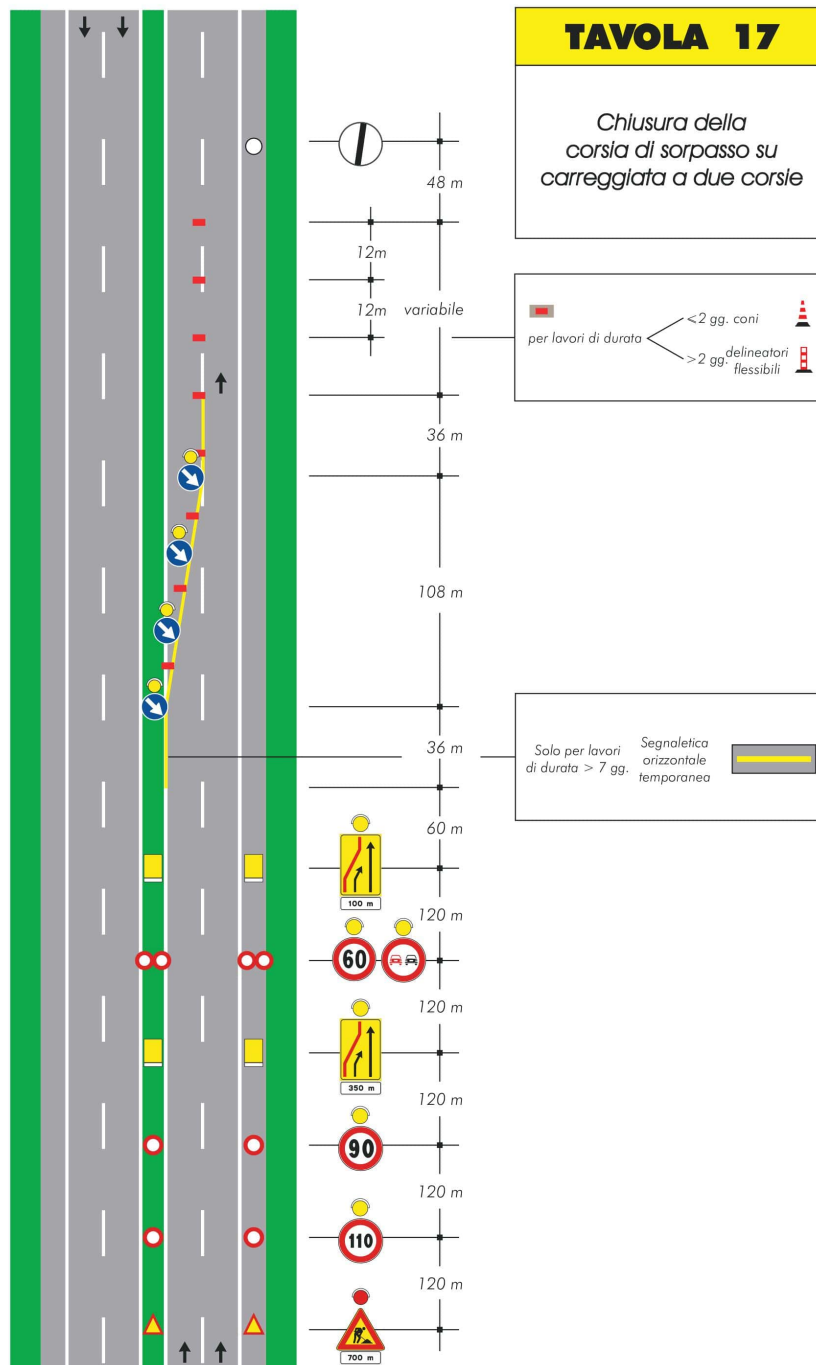 TAVOLA 17
Chiusura della
corsia di sorpasso su
carreggiata a due corsie
48 m
12m
12m
variabile
per lavori di durata
<2 gg. coni
>2 gg. delineatori
flessibili
36 m
108 m
36 m
Solo per lavori
di durata > 7 gg.
Segnaletica
orizzontale
temporanea
60 m
100 m
120 m
60
120 m
350 m
120 m
90
120 m
110
120 m
700 m